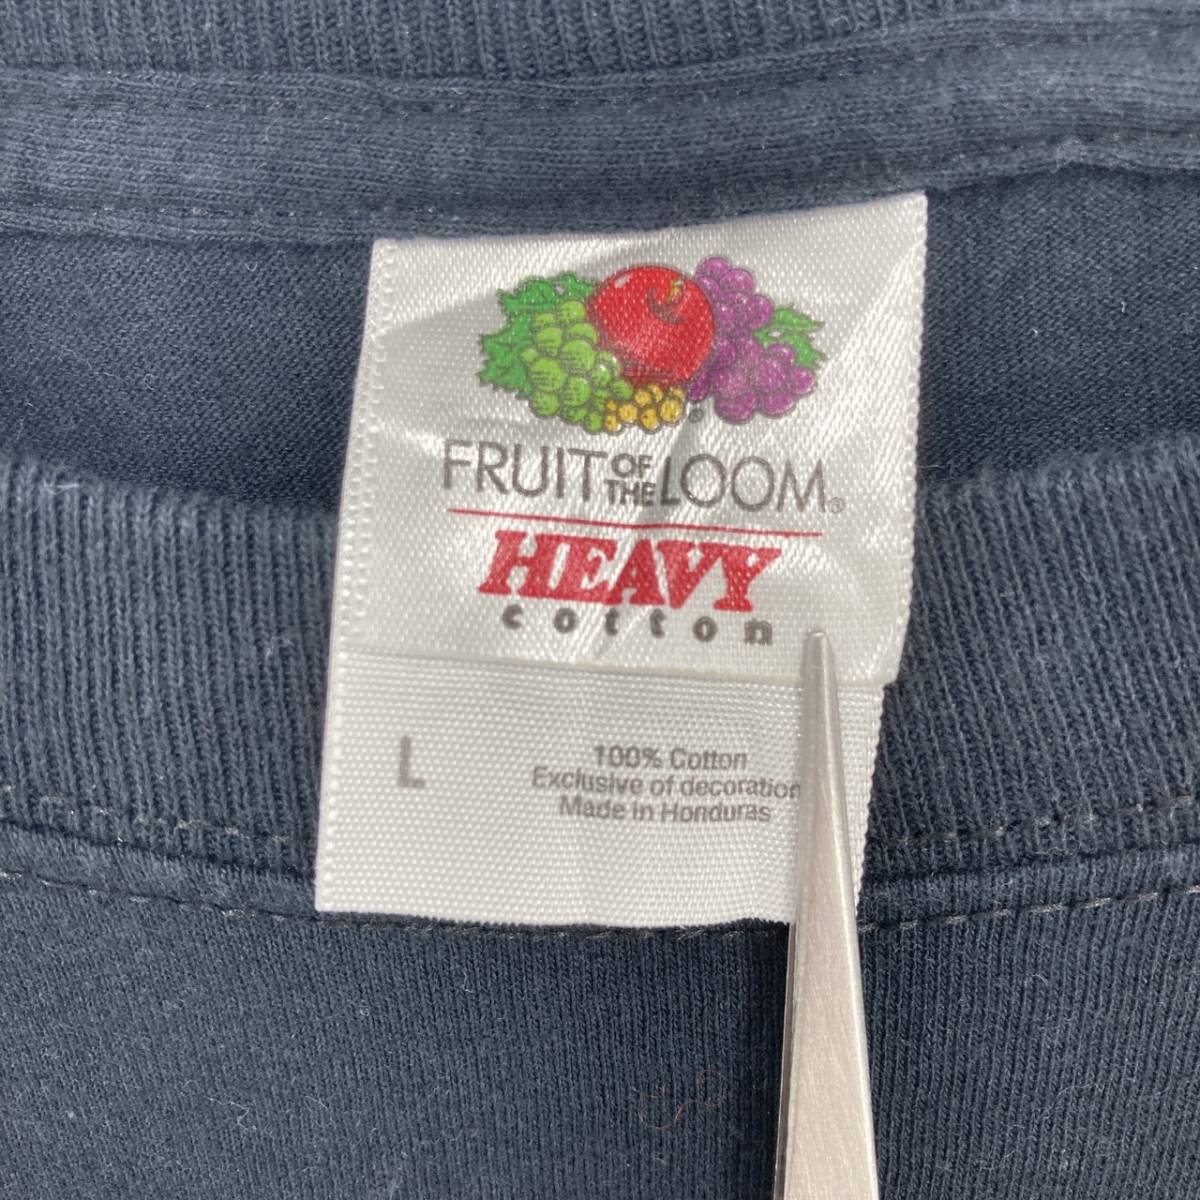 FRUIT OF THE LOOM®
HEAVY
cotton
L
100% Cotton
Exclusive of decoration
Made in Honduras